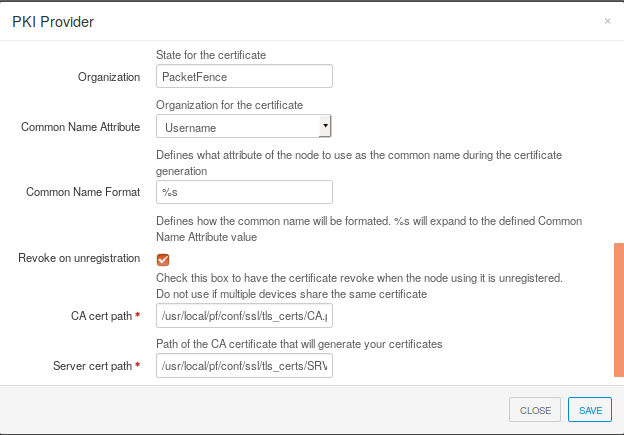 PKI Provider
×
State for the certificate
Organization PacketFence
Organization for the certificate
Common Name Attribute Username
Defines what attribute of the node to use as the common name during the certificate
generation
Common Name Format %s
Defines how the common name will be formated. %s will expand to the defined Common
Name Attribute value
Revoke on unregistration
Check this box to have the certificate revoke when the node using it is unregistered.
Do not use if multiple devices share the same certificate
CA cert path * /usr/local/pf/conf/ssl/tls_certs/CA.p
Path of the CA certificate that will generate your certificates
Server cert path * /usr/local/pf/conf/ssl/tls_certs/SRV
CLOSE SAVE